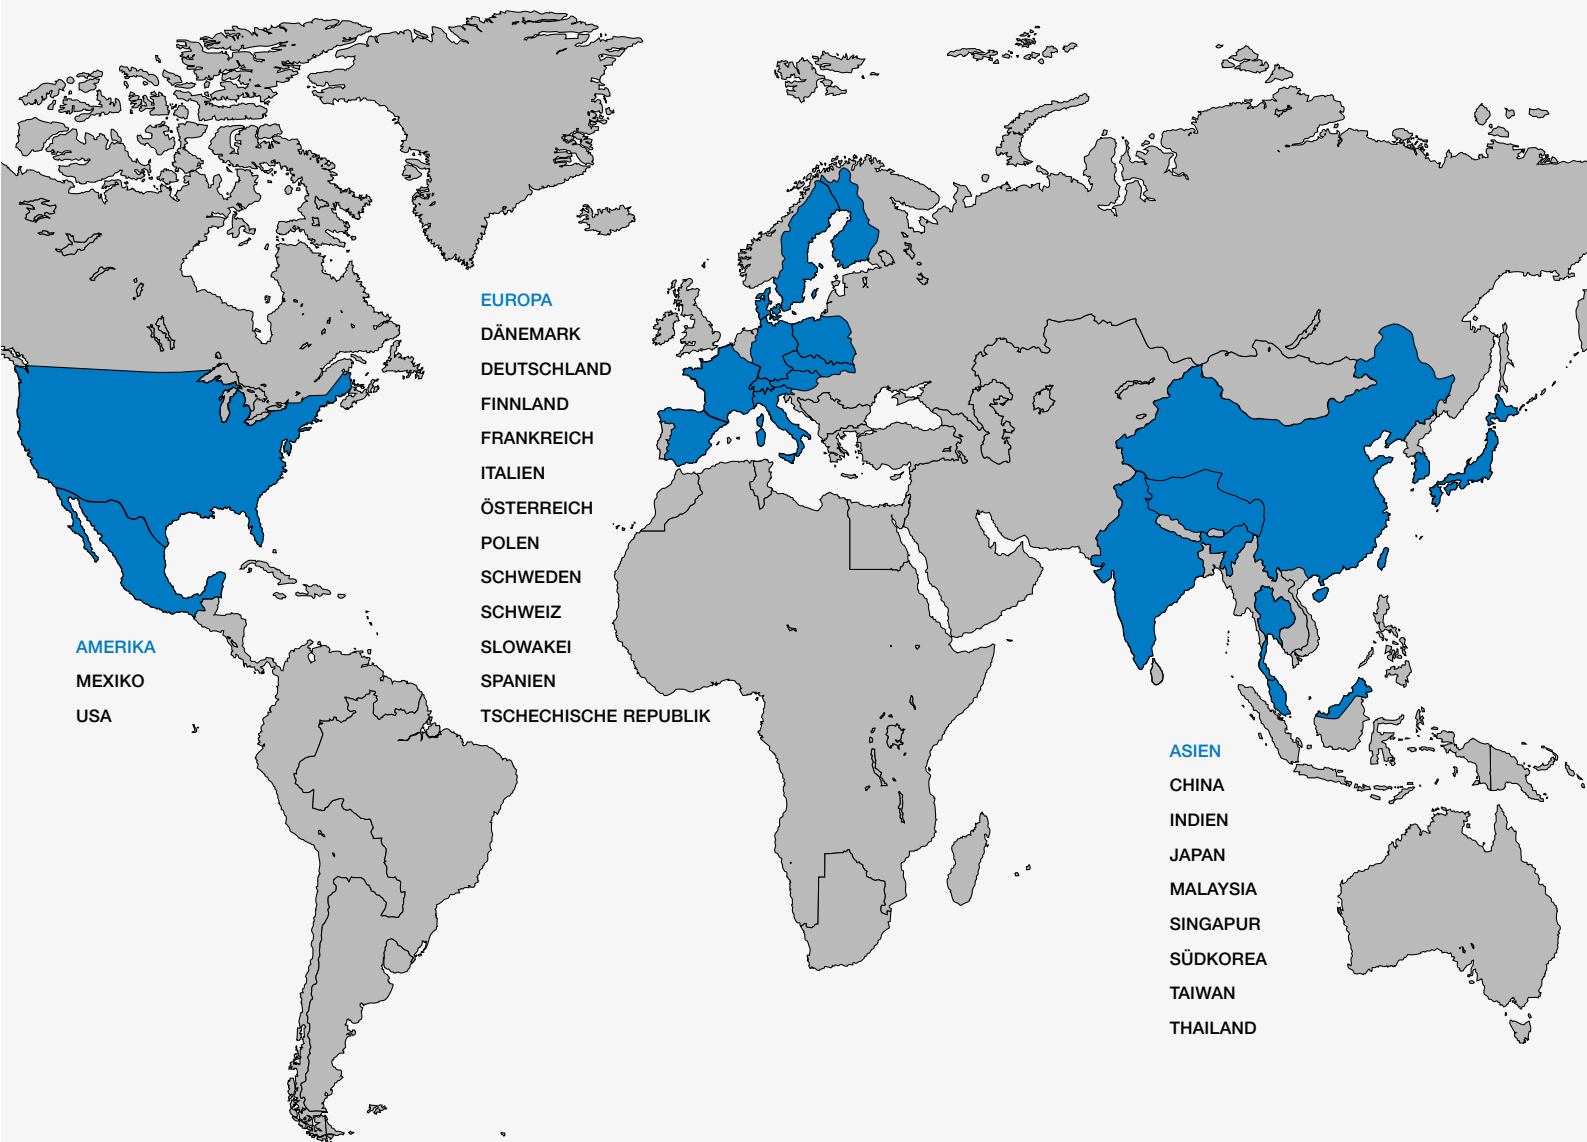 AMERIKA
MEXIKO
USA
EUROPA
DÄNEMARK
DEUTSCHLAND
FINNLAND
FRANKREICH
ITALIEN
ÖSTERREICH
POLEN
SCHWEDEN
SCHWEIZ
SLOWAKEI
SPANIEN
TSCHECHISCHE REPUBLIK
ASIEN
CHINA
INDIEN
JAPAN
MALAYSIA
SINGAPUR
SÜDKOREA
TAIWAN
THAILAND